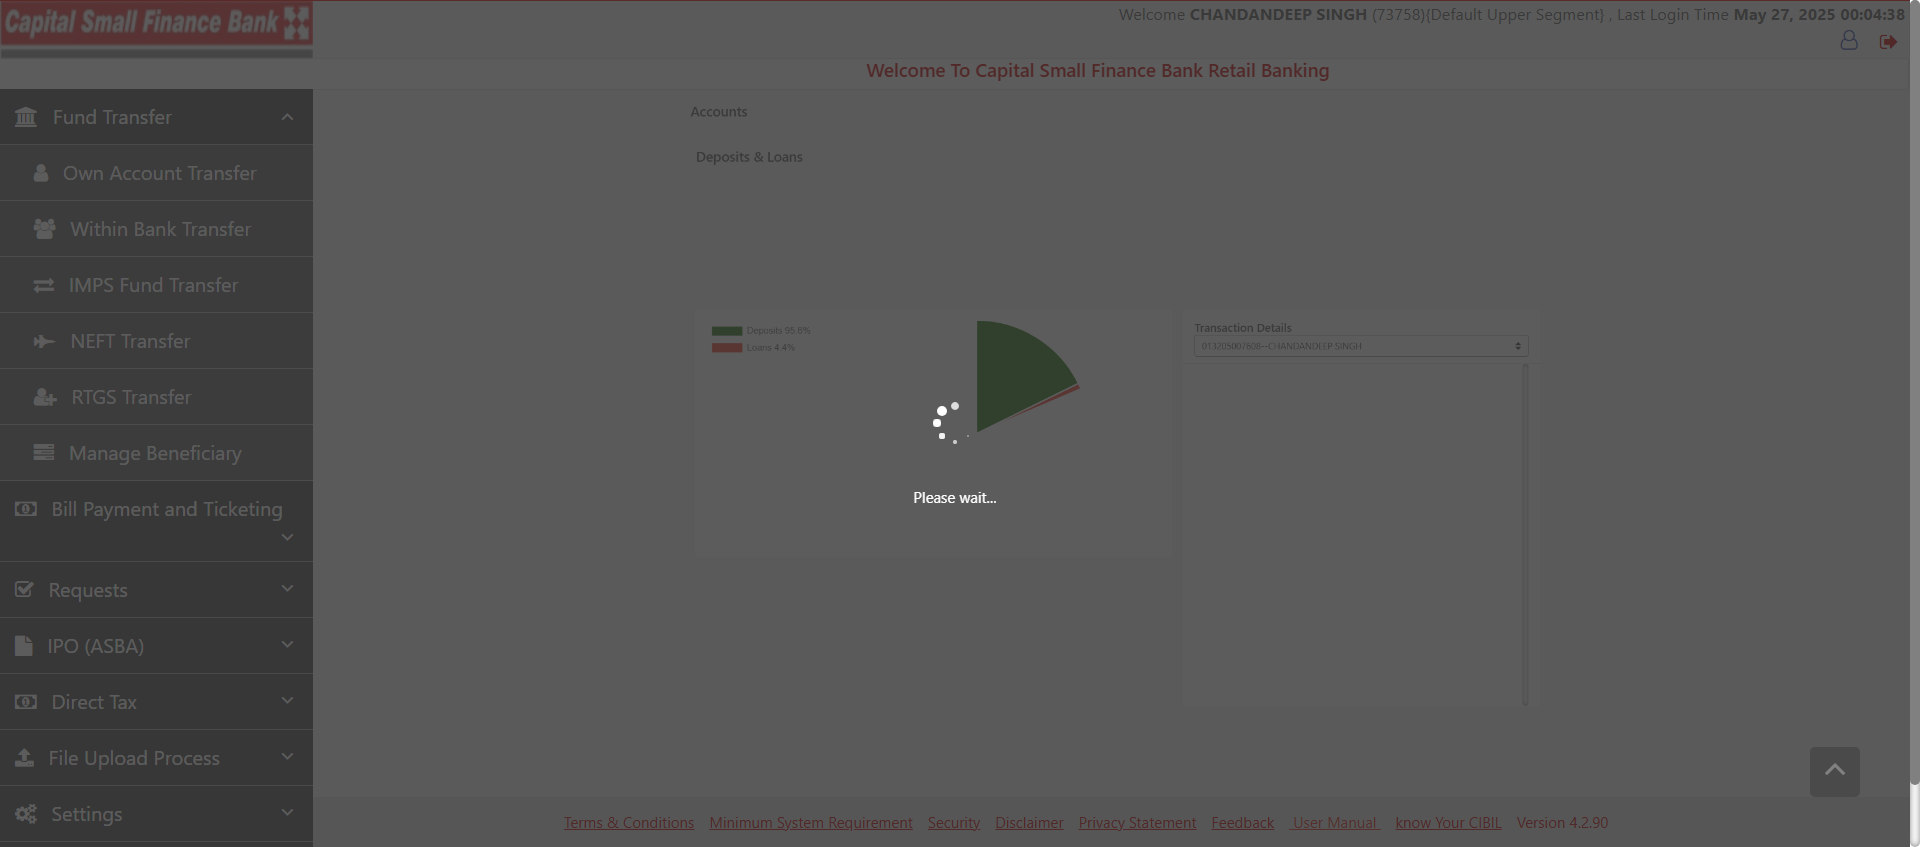 Capital Small Finance Bank
Welcome CHANDANDEEP SINGH (73758){Default Upper Segment} , Last Login Time May 27, 2025 00:04:38
Welcome To Capital Small Finance Bank Retail Banking
Fund Transfer
Own Account Transfer
Within Bank Transfer
IMPS Fund Transfer
NEFT Transfer
RTGS Transfer
Manage Beneficiary
Bill Payment and Ticketing
Requests
IPO (ASBA)
Direct Tax
File Upload Process
Settings
Accounts
Deposits & Loans
Deposits 95.6%
Loans 4.4%
Transaction Details
013205007608--CHANDANDEEP SINGH
Please wait...
Terms & Conditions Minimum System Requirement Security Disclaimer Privacy Statement Feedback User Manual know Your CIBIL Version 4.2.90